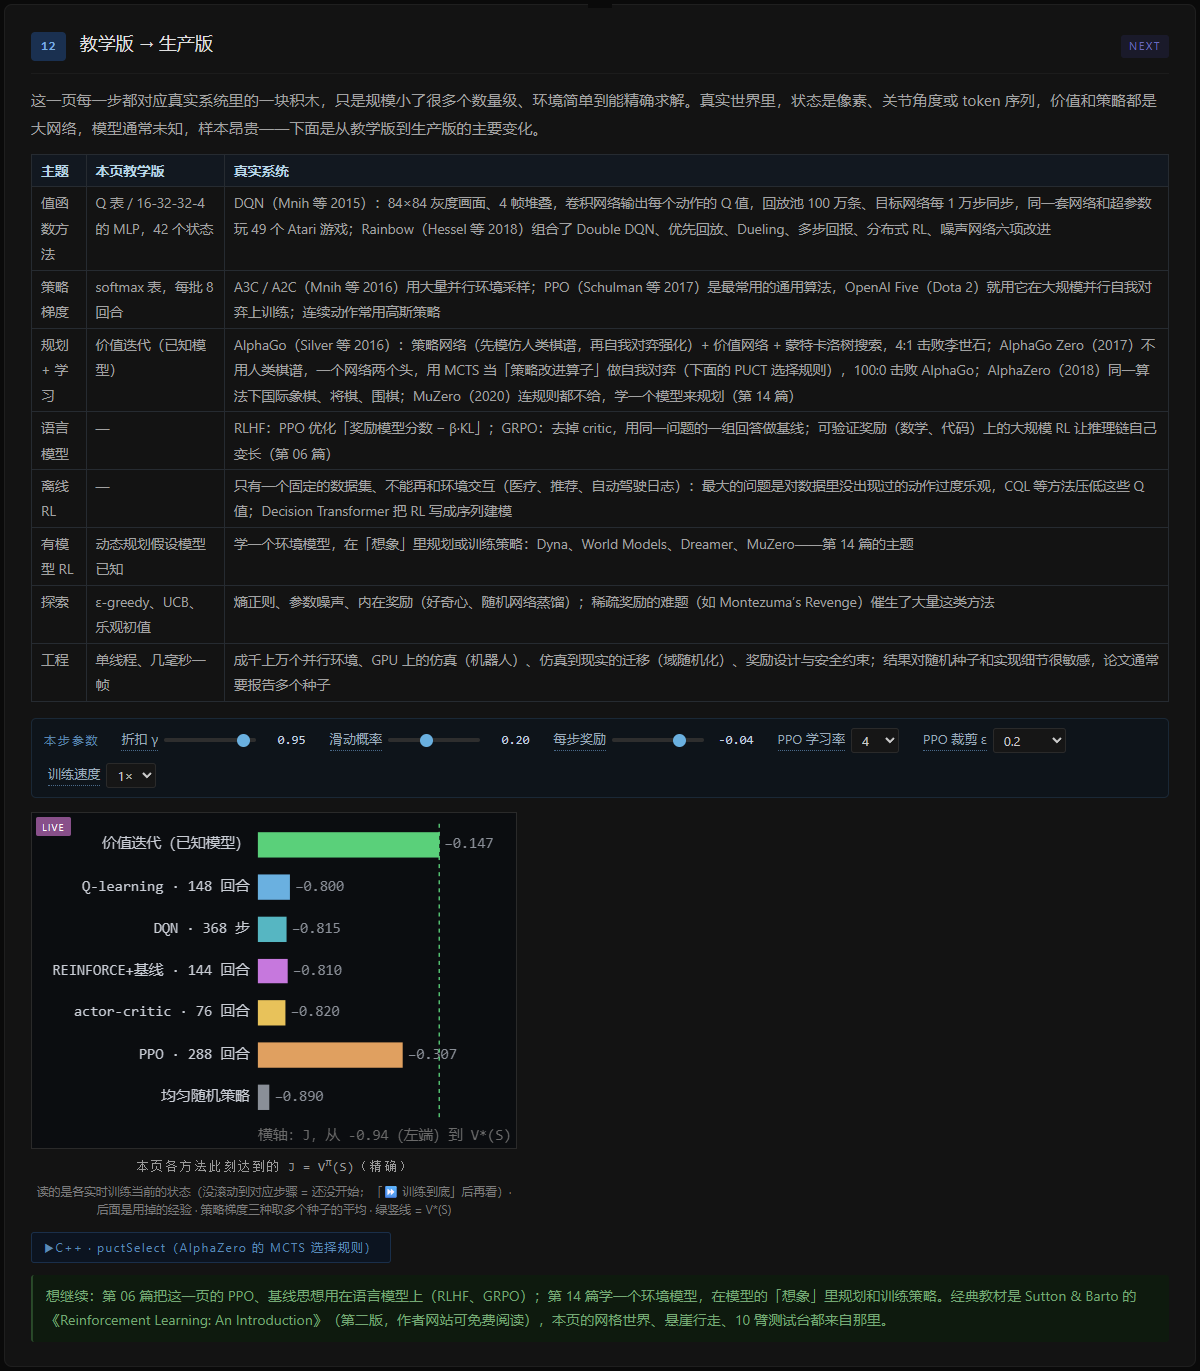 12 教学版 → 生产版 NEXT
这一页每一步都对应真实系统里的一块积木，只是规模小了很多个数量级、环境简单到能精确求解。真实世界里，状态是像素、关节角度或 token 序列，价值和策略都是
大网络，模型通常未知，样本昂贵——下面是从教学版到生产版的主要变化。
主题 本页教学版 真实系统
值函 Q 表 / 16-32-32-4 DQN（Mnih 等 2015）：84×84 灰度画面、4 帧堆叠，卷积网络输出每个动作的 Q 值，回放池 100 万条、目标网络每 1 万步同步，同一套网络和超参数
数方 的 MLP，42 个状态 玩 49 个 Atari 游戏；Rainbow（Hessel 等 2018）组合了 Double DQN、优先回放、Dueling、多步回报、分布式 RL、噪声网络六项改进
法
策略 softmax 表，每批 8 A3C / A2C（Mnih 等 2016）用大量并行环境采样；PPO（Schulman 等 2017）是最常用的通用算法，OpenAI Five（Dota 2）就用它在大规模并行自我对
梯度 回合 弈上训练；连续动作常用高斯策略
规划 价值迭代（已知模 AlphaGo（Silver 等 2016）：策略网络（先模仿人类棋谱，再自我对弈强化）+ 价值网络 + 蒙特卡洛树搜索，4:1 击败李世石；AlphaGo Zero（2017）不
+ 学 型） 用人类棋谱，一个网络两个头，用 MCTS 当「策略改进算子」做自我对弈（下面的 PUCT 选择规则），100:0 击败 AlphaGo；AlphaZero（2018）同一算
习 法下国际象棋、将棋、围棋；MuZero（2020）连规则都不给，学一个模型来规划（第 14 篇）
语言 — RLHF：PPO 优化「奖励模型分数 − β·KL」；GRPO：去掉 critic，用同一问题的一组回答做基线；可验证奖励（数学、代码）上的大规模 RL 让推理链自己
模型 变长（第 06 篇）
离线 — 只有一个固定的数据集、不能再和环境交互（医疗、推荐、自动驾驶日志）：最大的问题是对数据里没出现过的动作过度乐观，CQL 等方法压低这些 Q
RL 值；Decision Transformer 把 RL 写成序列建模
有模 动态规划假设模型 学一个环境模型，在「想象」里规划或训练策略：Dyna、World Models、Dreamer、MuZero——第 14 篇的主题
型 RL 已知
探索 ε-greedy、UCB、 熵正则、参数噪声、内在奖励（好奇心、随机网络蒸馏）；稀疏奖励的难题（如 Montezuma’s Revenge）催生了大量这类方法
乐观初值
工程 单线程、几毫秒一 成千上万个并行环境、GPU 上的仿真（机器人）、仿真到现实的迁移（域随机化）、奖励设计与安全约束；结果对随机种子和实现细节很敏感，论文通常
帧 要报告多个种子
本步参数 折扣 γ 0.95 滑动概率 0.20 每步奖励 -0.04 PPO 学习率 4 PPO 裁剪 ε 0.2
训练速度 1×
LIVE
价值迭代（已知模型） −0.147
Q-learning · 148 回合 −0.800
DQN · 368 步 −0.815
REINFORCE+基线 · 144 回合 −0.810
actor-critic · 76 回合 −0.820
PPO · 288 回合 −0.307
均匀随机策略 −0.890
横轴：J，从 -0.94（左端）到 V*(S)
本页各方法此刻达到的 J = Vπ(S)（精确）
读的是各实时训练当前的状态（没滚动到对应步骤 = 还没开始；「⏩ 训练到底」后再看）·
后面是用掉的经验 · 策略梯度三种取多个种子的平均 · 绿竖线 = V*(S)
▶C++ · puctSelect（AlphaZero 的 MCTS 选择规则）
想继续：第 06 篇把这一页的 PPO、基线思想用在语言模型上（RLHF、GRPO）；第 14 篇学一个环境模型，在模型的「想象」里规划和训练策略。经典教材是 Sutton & Barto 的
《Reinforcement Learning: An Introduction》（第二版，作者网站可免费阅读），本页的网格世界、悬崖行走、10 臂测试台都来自那里。